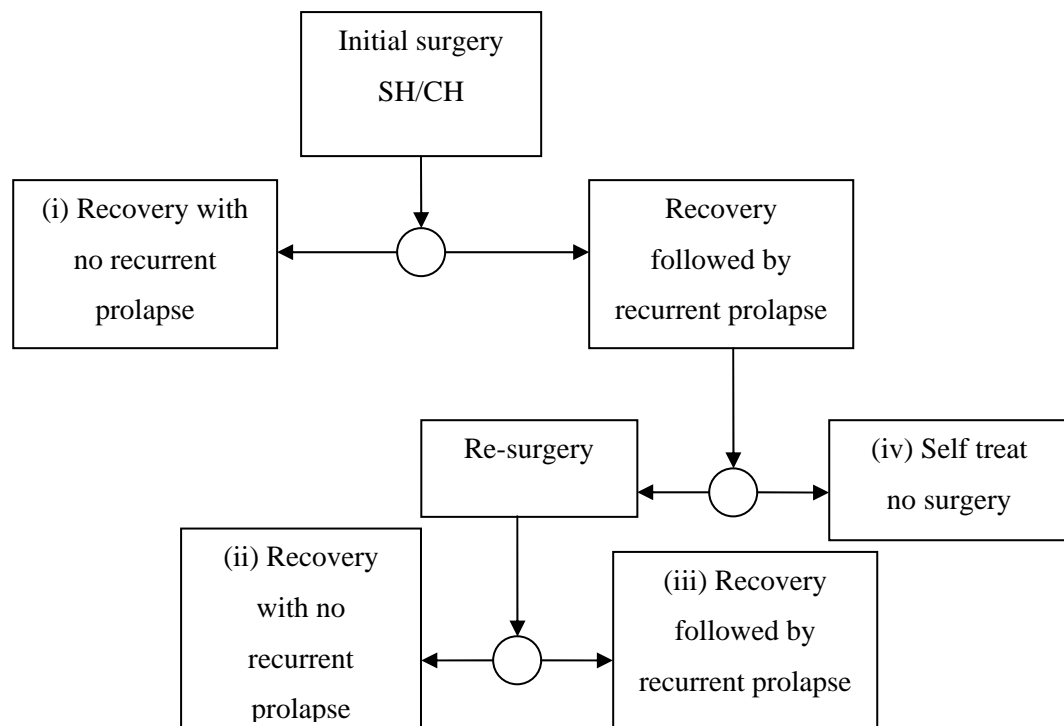 Initial surgery
SH/CH
(i) Recovery with
no recurrent
prolapse
Recovery
followed by
recurrent prolapse
Re-surgery
(iv) Self treat
no surgery
(ii) Recovery
with no
recurrent
prolapse
(iii) Recovery
followed by
recurrent prolapse